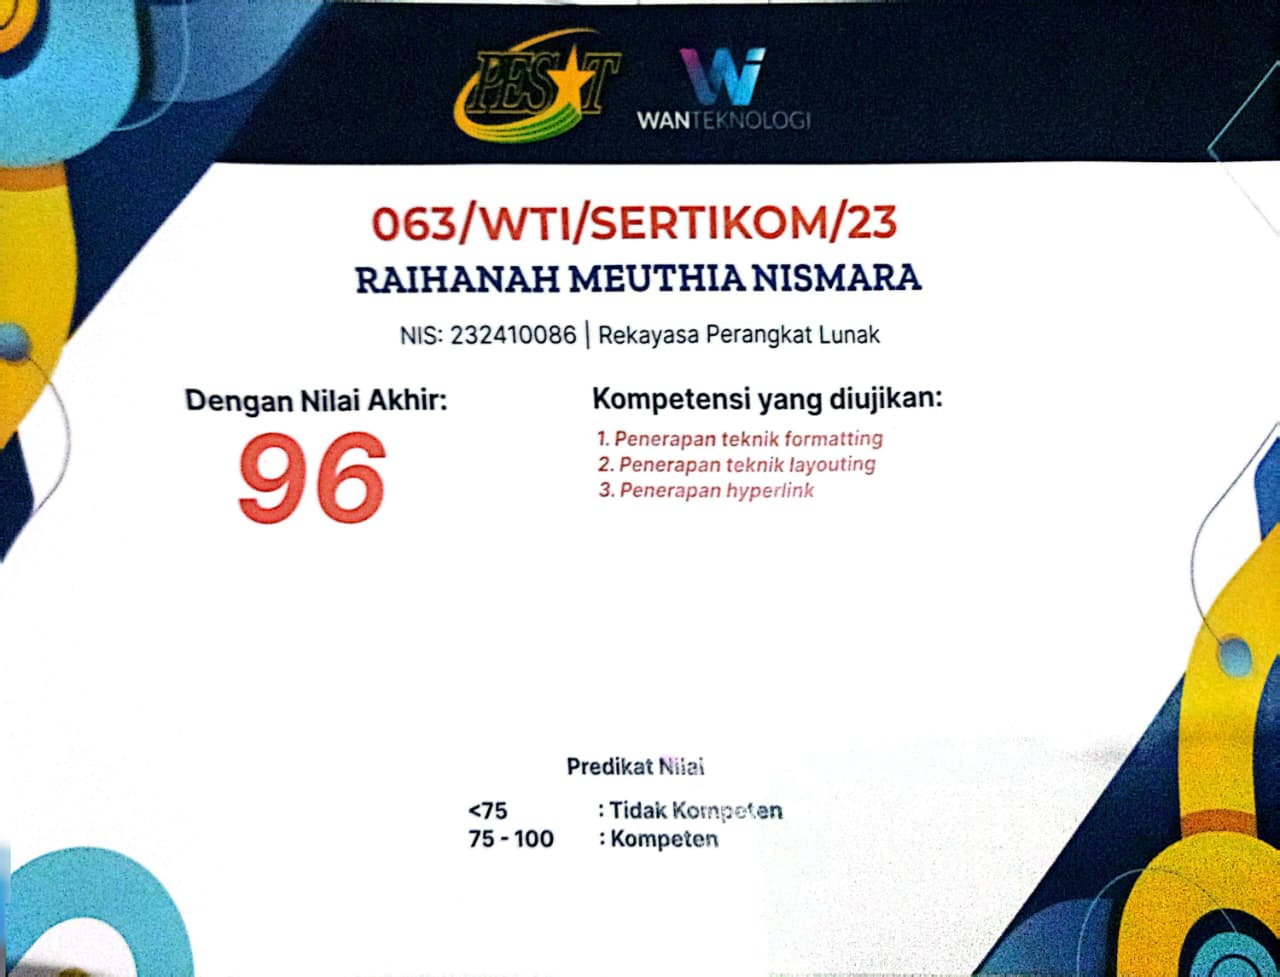 PESAT
WANTEKNOLOGI
063/WTI/SERTIKOM/23
RAIHANAH MEUTHIA NISMARA
NIS: 232410086 | Rekayasa Perangkat Lunak
Dengan Nilai Akhir:
96
Kompetensi yang diujikan:
1. Penerapan teknik formatting
2. Penerapan teknik layouting
3. Penerapan hyperlink
Predikat Nilai
<75 : Tidak Kompeten
75 - 100 : Kompeten